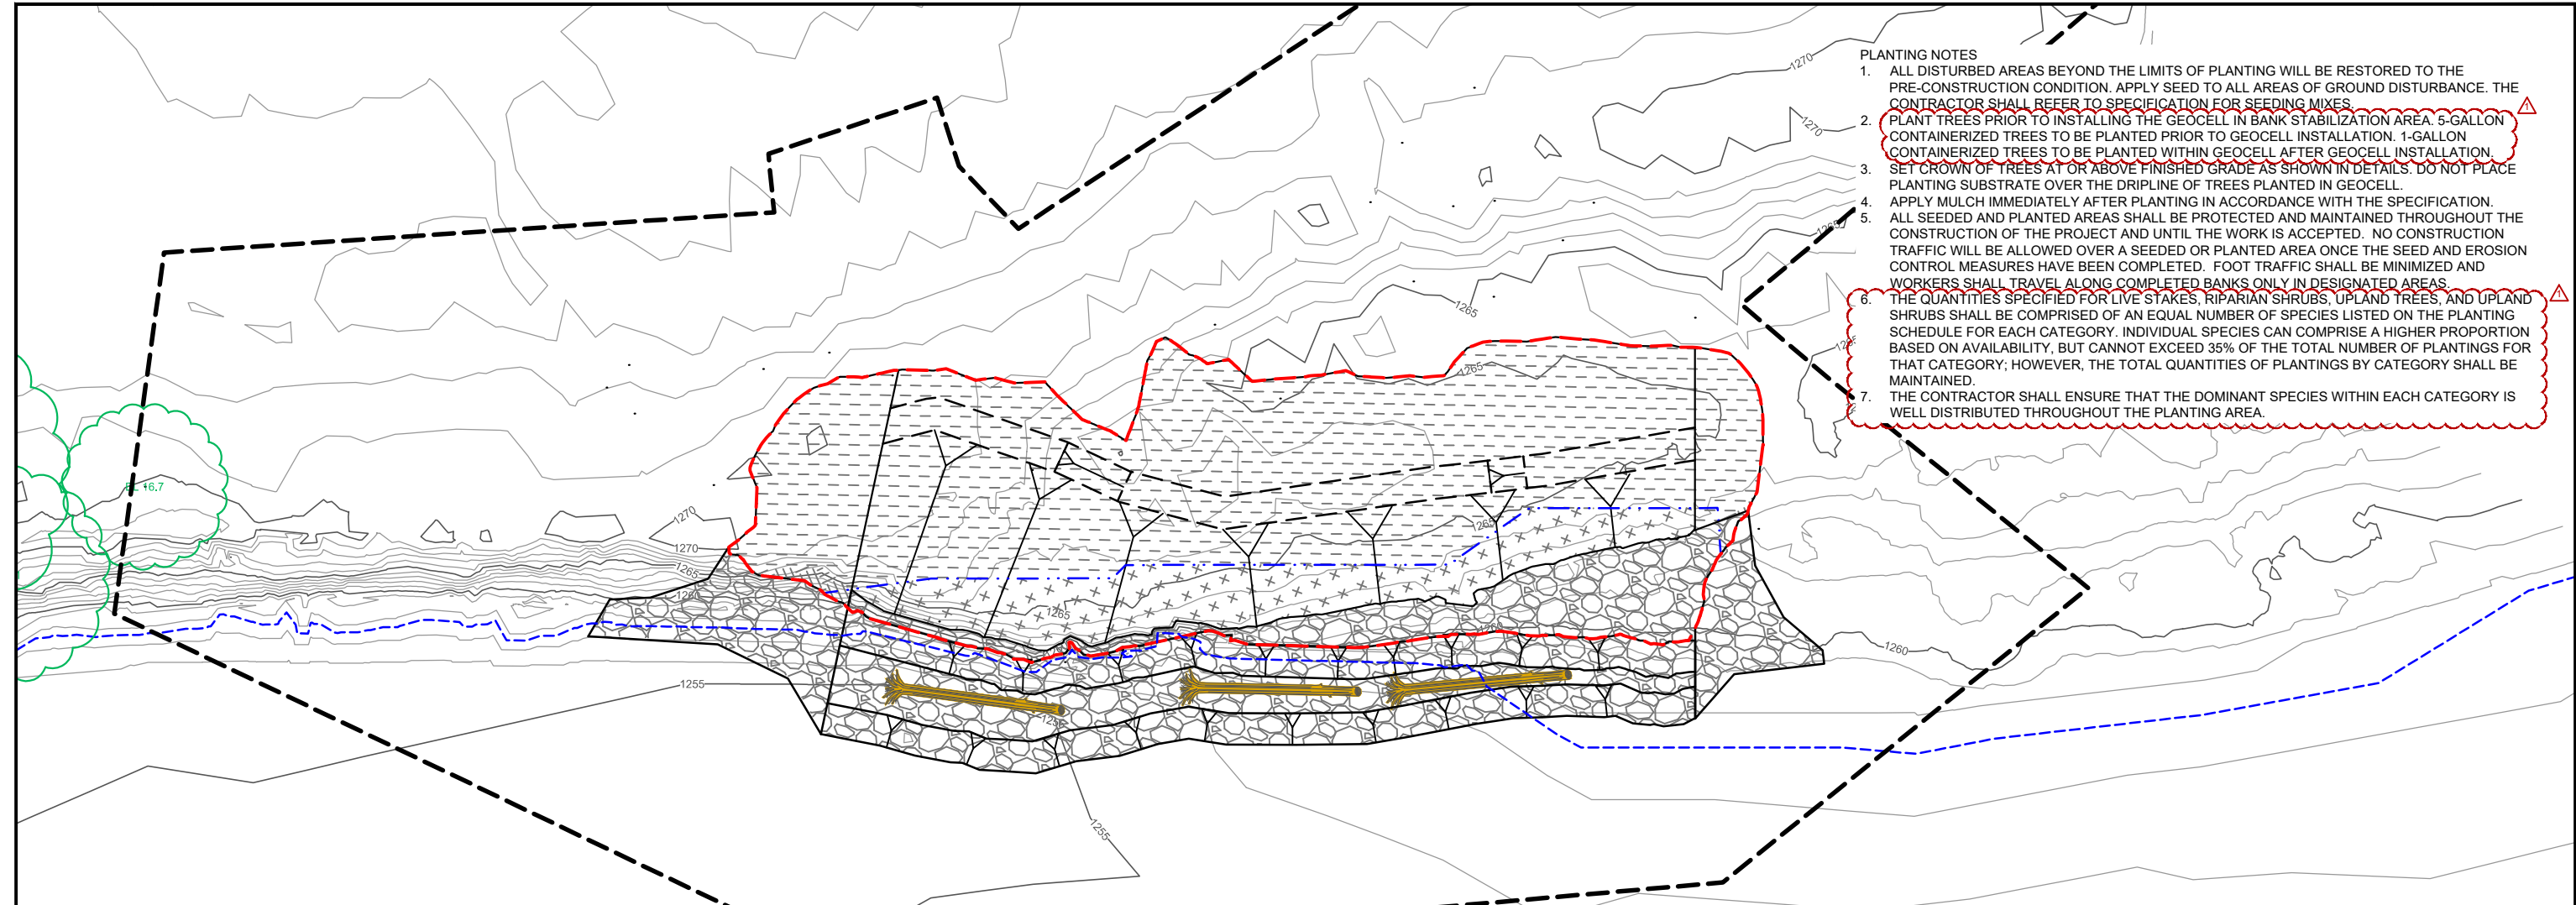 PLANTING NOTES
1. ALL DISTURBED AREAS BEYOND THE LIMITS OF PLANTING WILL BE RESTORED TO THE
PRE-CONSTRUCTION CONDITION. APPLY SEED TO ALL AREAS OF GROUND DISTURBANCE. THE
CONTRACTOR SHALL REFER TO SPECIFICATION FOR SEEDING MIXES.
1
2. PLANT TREES PRIOR TO INSTALLING THE GEOCELL IN BANK STABILIZATION AREA. 5-GALLON
CONTAINERIZED TREES TO BE PLANTED PRIOR TO GEOCELL INSTALLATION. 1-GALLON
CONTAINERIZED TREES TO BE PLANTED WITHIN GEOCELL AFTER GEOCELL INSTALLATION.
3. SET CROWN OF TREES AT OR ABOVE FINISHED GRADE AS SHOWN IN DETAILS. DO NOT PLACE
PLANTING SUBSTRATE OVER THE DRIPLINE OF TREES PLANTED IN GEOCELL.
4. APPLY MULCH IMMEDIATELY AFTER PLANTING IN ACCORDANCE WITH THE SPECIFICATION.
5. ALL SEEDED AND PLANTED AREAS SHALL BE PROTECTED AND MAINTAINED THROUGHOUT THE
CONSTRUCTION OF THE PROJECT AND UNTIL THE WORK IS ACCEPTED. NO CONSTRUCTION
TRAFFIC WILL BE ALLOWED OVER A SEEDED OR PLANTED AREA ONCE THE SEED AND EROSION
CONTROL MEASURES HAVE BEEN COMPLETED. FOOT TRAFFIC SHALL BE MINIMIZED AND
WORKERS SHALL TRAVEL ALONG COMPLETED BANKS ONLY IN DESIGNATED AREAS.
1
6. THE QUANTITIES SPECIFIED FOR LIVE STAKES, RIPARIAN SHRUBS, UPLAND TREES, AND UPLAND
SHRUBS SHALL BE COMPRISED OF AN EQUAL NUMBER OF SPECIES LISTED ON THE PLANTING
SCHEDULE FOR EACH CATEGORY. INDIVIDUAL SPECIES CAN COMPRISE A HIGHER PROPORTION
BASED ON AVAILABILITY, BUT CANNOT EXCEED 35% OF THE TOTAL NUMBER OF PLANTINGS FOR
THAT CATEGORY; HOWEVER, THE TOTAL QUANTITIES OF PLANTINGS BY CATEGORY SHALL BE
MAINTAINED.
7. THE CONTRACTOR SHALL ENSURE THAT THE DOMINANT SPECIES WITHIN EACH CATEGORY IS
WELL DISTRIBUTED THROUGHOUT THE PLANTING AREA.
1270
1270
1265
1265
1265
1270
1270
1265
1260
1265
1265
1260
1260
1255
1255